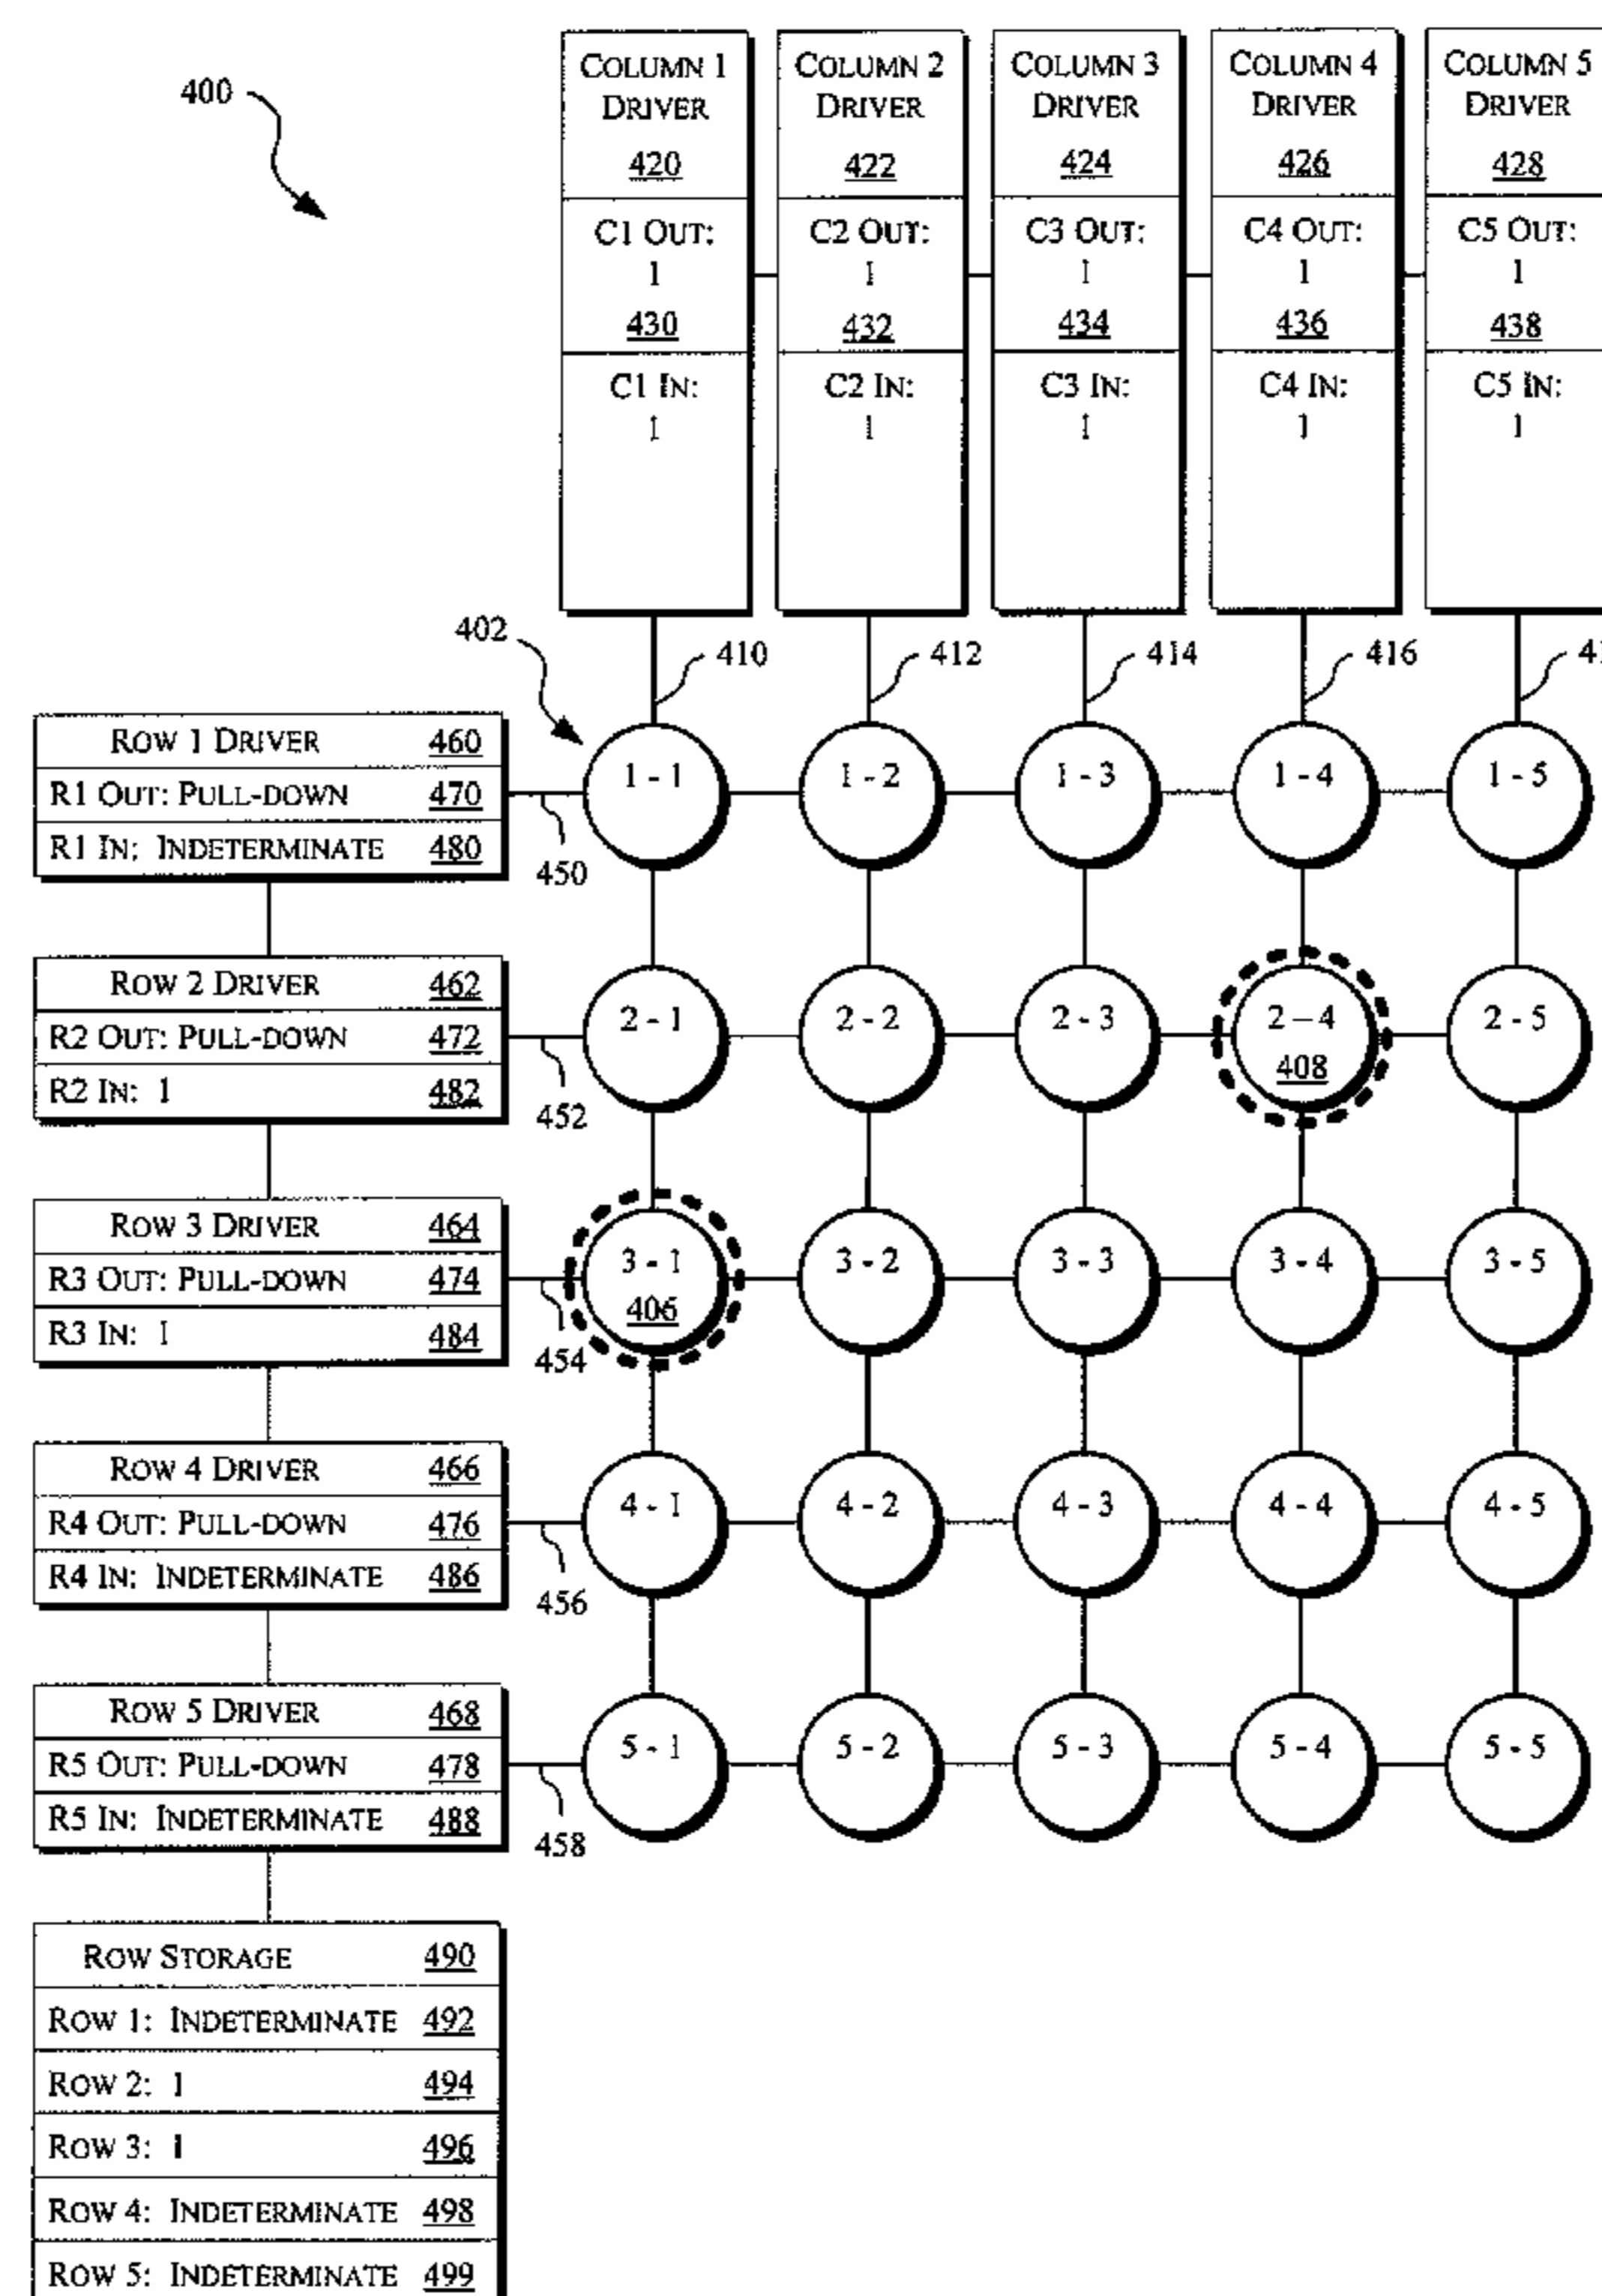 400
COLUMN 1
DRIVER
420
C1 OUT:
1
430
C1 IN:
1
COLUMN 2
DRIVER
422
C2 OUT:
1
432
C2 IN:
1
COLUMN 3
DRIVER
424
C3 OUT:
1
434
C3 IN:
1
COLUMN 4
DRIVER
426
C4 OUT:
1
436
C4 IN:
1
COLUMN 5
DRIVER
428
C5 OUT:
1
438
C5 IN:
1
402
410
412
414
416
ROW 1 DRIVER 460
R1 OUT: PULL-DOWN 470
R1 IN: INDETERMINATE 480
450
1 - 1
1 - 2
1 - 3
1 - 4
1 - 5
ROW 2 DRIVER 462
R2 OUT: PULL-DOWN 472
R2 IN: 1 482
452
2 - 1
2 - 2
2 - 3
2 – 4
408
2 - 5
ROW 3 DRIVER 464
R3 OUT: PULL-DOWN 474
R3 IN: 1 484
454
3 - 1
406
3 - 2
3 - 3
3 - 4
3 - 5
ROW 4 DRIVER 466
R4 OUT: PULL-DOWN 476
R4 IN: INDETERMINATE 486
456
4 - 1
4 - 2
4 - 3
4 - 4
4 - 5
ROW 5 DRIVER 468
R5 OUT: PULL-DOWN 478
R5 IN: INDETERMINATE 488
458
5 - 1
5 - 2
5 - 3
5 - 4
5 - 5
ROW STORAGE 490
ROW 1: INDETERMINATE 492
ROW 2: 1 494
ROW 3: 1 496
ROW 4: INDETERMINATE 498
ROW 5: INDETERMINATE 499